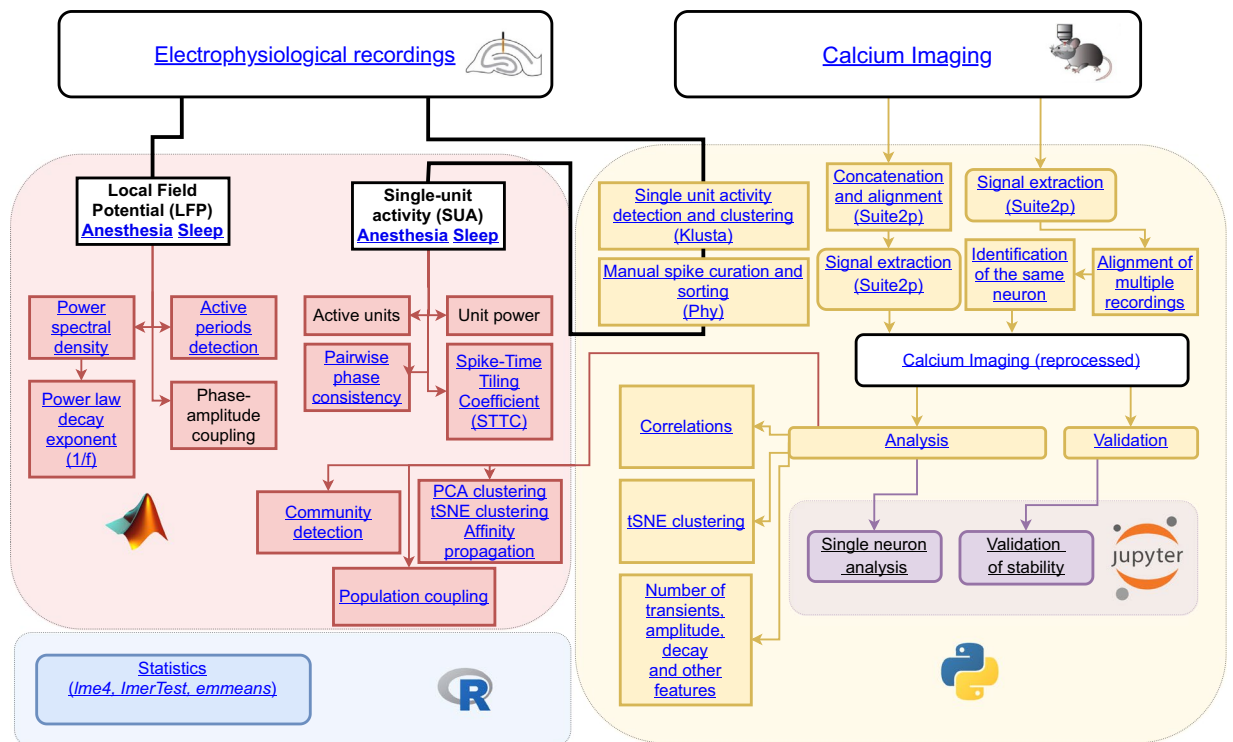 Electrophysiological recordings
Calcium Imaging
Local Field
Potential (LFP)
Anesthesia Sleep
Single-unit
activity (SUA)
Anesthesia Sleep
Single unit activity
detection and clustering
(Klusta)
Manual spike curation and
sorting
(Phy)
Concatenation
and alignment
(Suite2p)
Signal extraction
(Suite2p)
Signal extraction
(Suite2p)
Identification
of the same
neuron
Alignment of
multiple
recordings
Power
spectral
density
Active
periods
detection
Active units
Unit power
Pairwise
phase
consistency
Spike-Time
Tiling
Coefficient
(STTC)
Power law
decay
exponent
(1/f)
Phase-
amplitude
coupling
Calcium Imaging (reprocessed)
Correlations
Analysis
Validation
Community
detection
PCA clustering
tSNE clustering
Affinity
propagation
Population coupling
tSNE clustering
Single neuron
analysis
Validation
of stability
jupyter
Number of
transients,
amplitude,
decay
and other
features
Statistics
(lme4, lmerTest, emmeans)
R